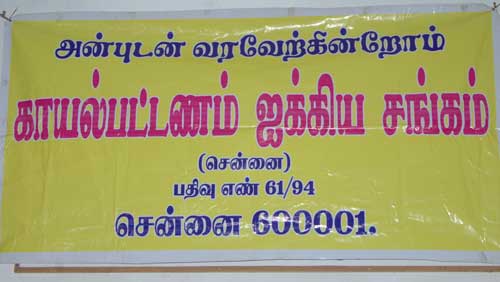 அன்புடன் வரவேற்கின்றோம்
காயல்பட்டணம் ஐக்கிய சங்கம்
(சென்னை)
பதிவு எண் 61/94
சென்னை 600001.